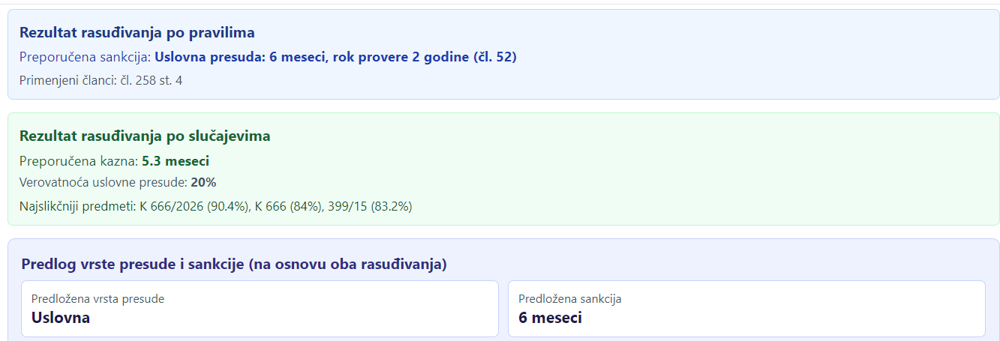 Rezultat rasuđivanja po pravilima
Preporučena sankcija: Uslovna presuda: 6 meseci, rok provere 2 godine (čl. 52)
Primenjeni članci: čl. 258 st. 4
Rezultat rasuđivanja po slučajevima
Preporučena kazna: 5.3 meseci
Verovatnoća uslovne presude: 20%
Najslikčniji predmeti: K 666/2026 (90.4%), K 666 (84%), 399/15 (83.2%)
Predlog vrste presude i sankcije (na osnovu oba rasuđivanja)
Predložena vrsta presude
Uslovna
Predložena sankcija
6 meseci